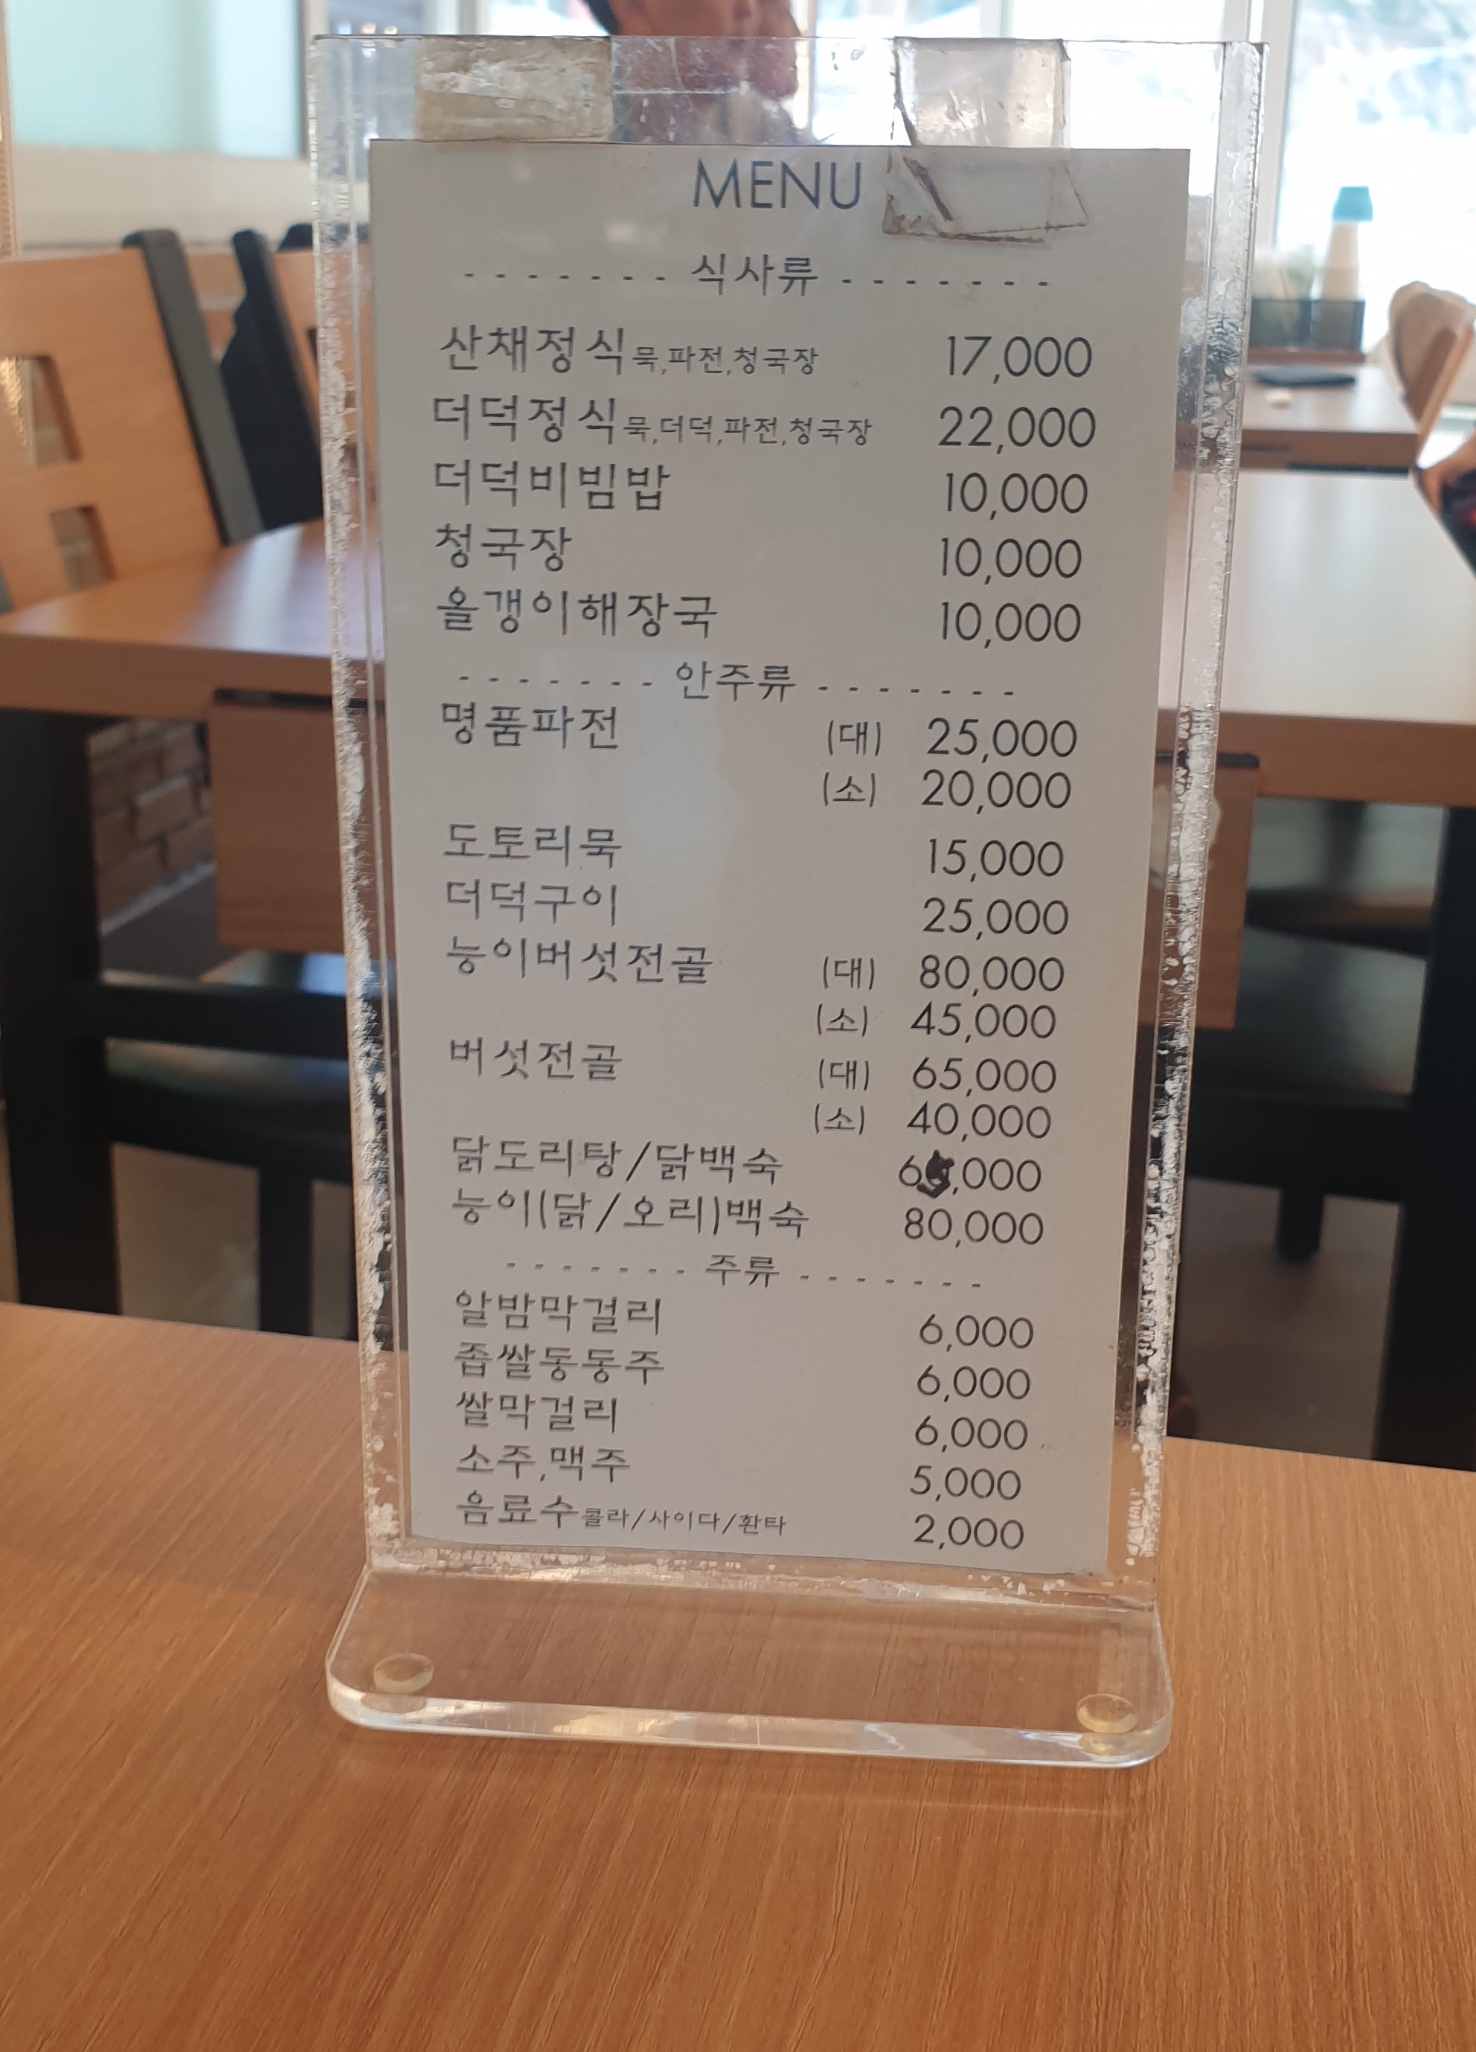 MENU
- - - - - - - 식사류 - - - - - - -
산채정식 묵,파전,청국장 17,000
더덕정식 묵,더덕,파전,청국장 22,000
더덕비빔밥 10,000
청국장 10,000
올갱이해장국 10,000
- - - - - - - 안주류 - - - - - - -
명품파전 (대) 25,000
(소) 20,000
도토리묵 15,000
더덕구이 25,000
능이버섯전골 (대) 80,000
(소) 45,000
버섯전골 (대) 65,000
(소) 40,000
닭도리탕/닭백숙
능이(닭/오리)백숙 80,000
- - - - - - - 주류 - - - - - - -
알밤막걸리 6,000
좁쌀동동주 6,000
쌀막걸리 6,000
소주,맥주 5,000
음료수 콜라/사이다/환타 2,000